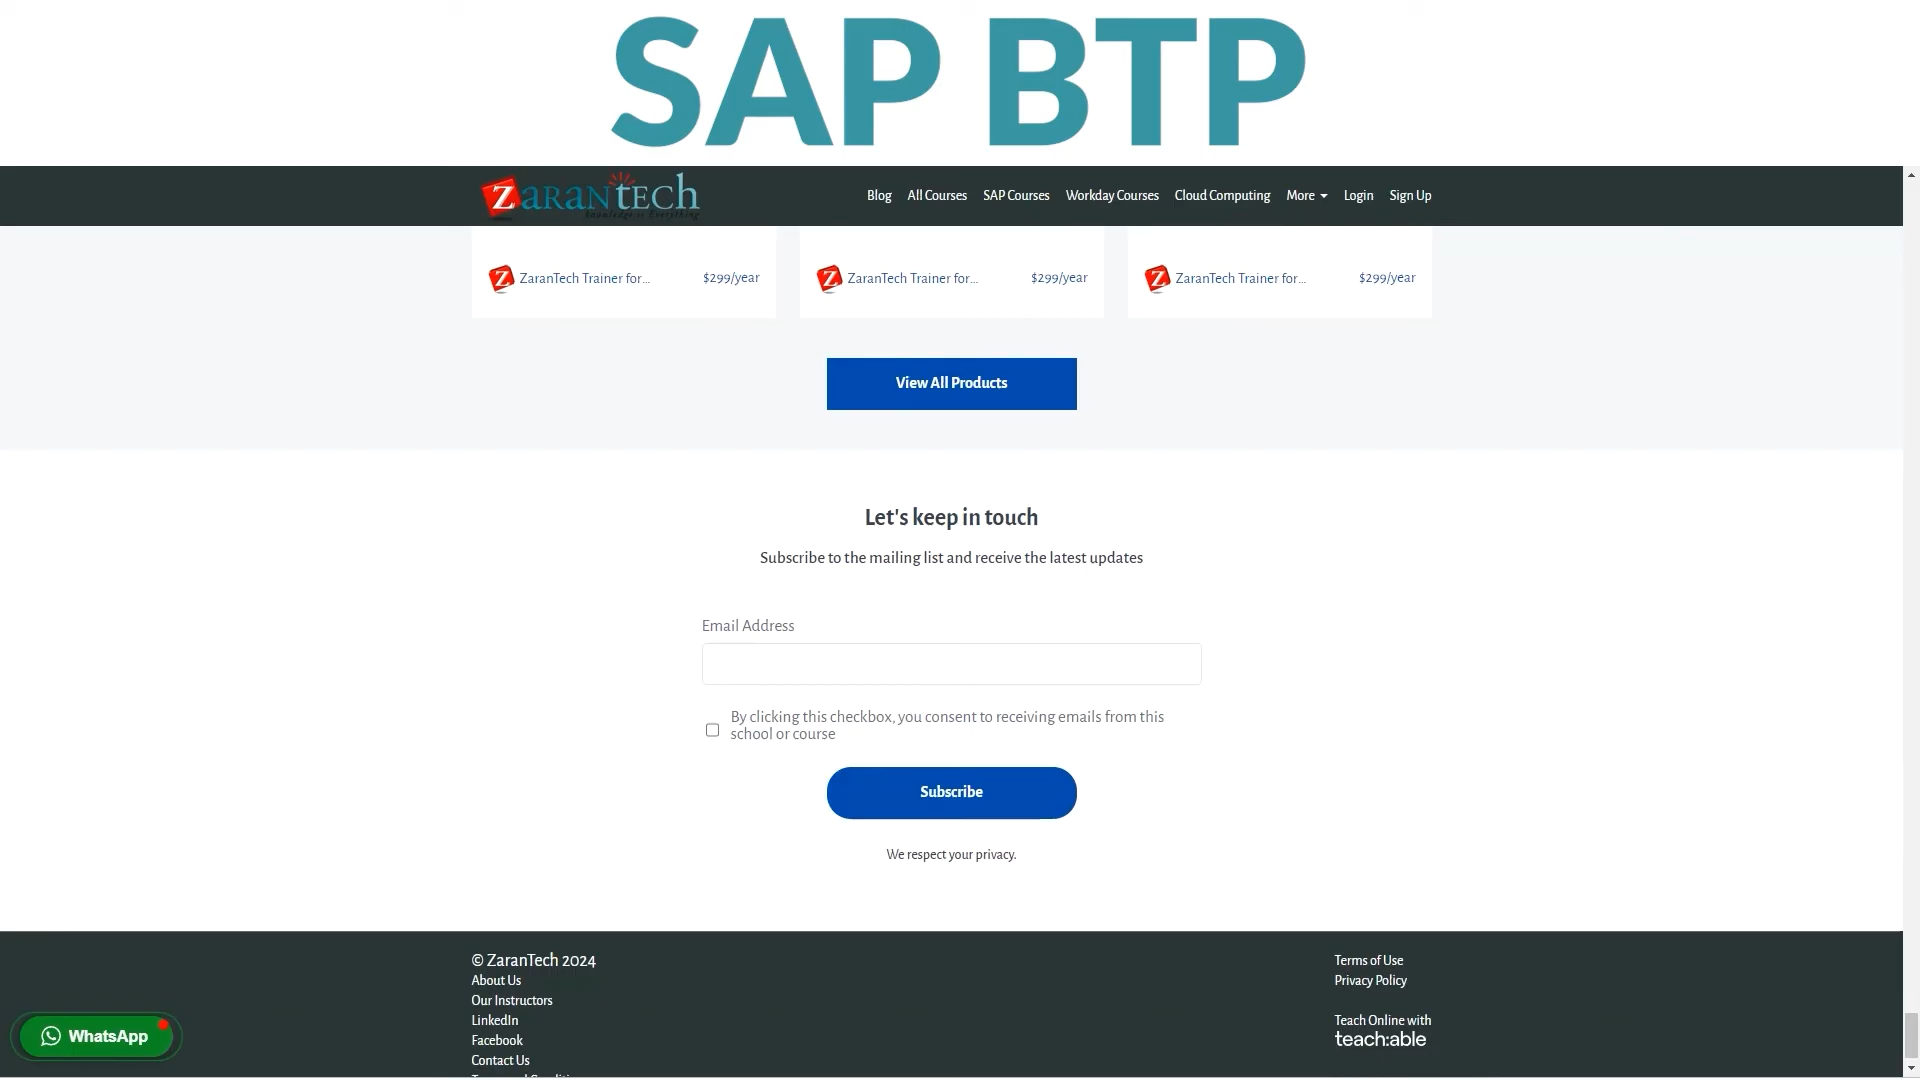 SAP BTP
ZaranTech
knowledge is Everything
Blog All Courses SAP Courses Workday Courses Cloud Computing More Login Sign Up
ZaranTech Trainer for... $299/year ZaranTech Trainer for... $299/year ZaranTech Trainer for... $299/year
View All Products
Let's keep in touch
Subscribe to the mailing list and receive the latest updates
Email Address
By clicking this checkbox, you consent to receiving emails from this
school or course
Subscribe
We respect your privacy.
© ZaranTech 2024
About Us
Our Instructors
LinkedIn
Facebook
Contact Us
Terms of Use
Privacy Policy
Teach Online with
teach:able
WhatsApp